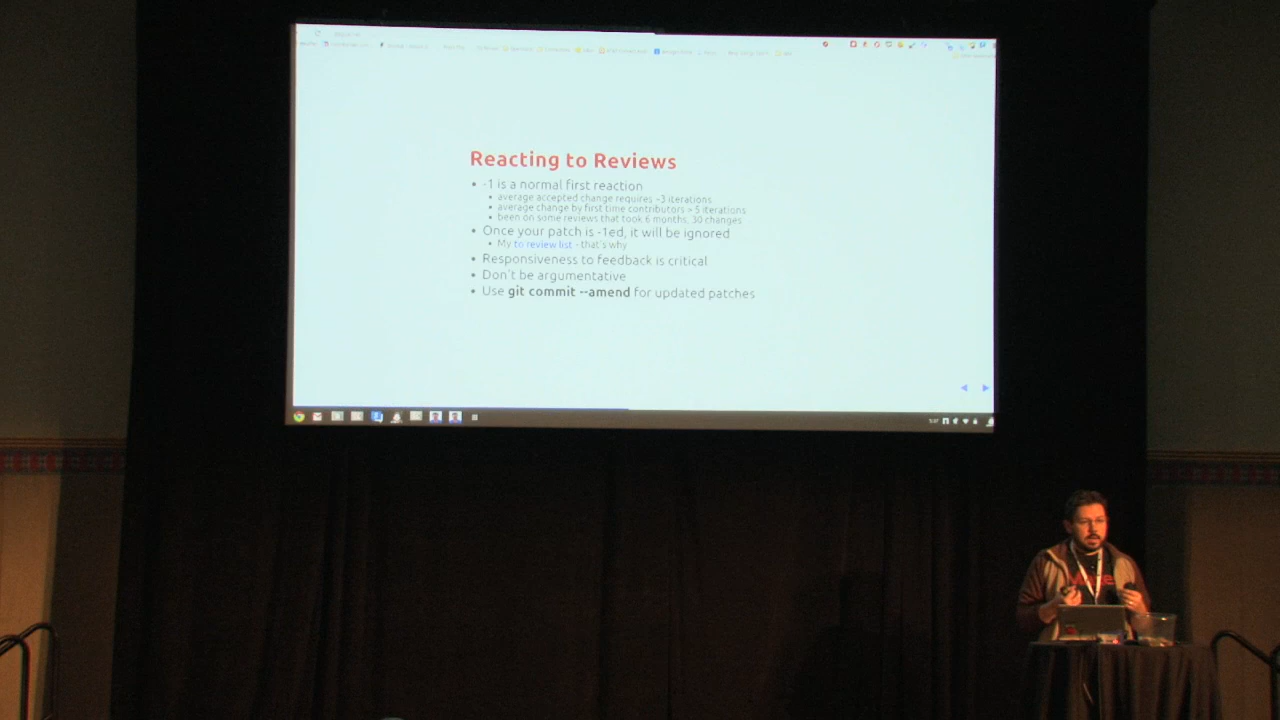 Reacting to Reviews
• -1 is a normal first reaction
• average accepted change requires ~3 iterations
• average change by first time contributors > 5 iterations
• been on some reviews that took 6 months, 30 changes
• Once your patch is -1ed, it will be ignored
• My to review list - that's why
• Responsiveness to feedback is critical
• Don't be argumentative
• Use git commit --amend for updated patches